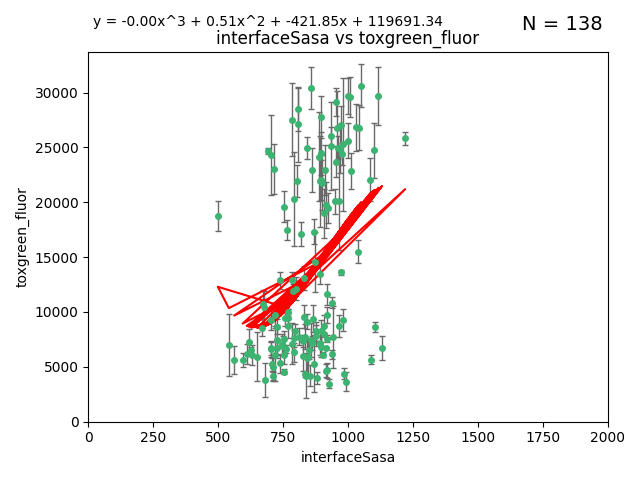 y = -0.00x^3 + 0.51x^2 + -421.85x + 119691.34
N = 138
interfaceSasa vs toxgreen_fluor
30000
25000
20000
15000
10000
5000
0
toxgreen_fluor
0 250 500 750 1000 1250 1500 1750 2000
interfaceSasa